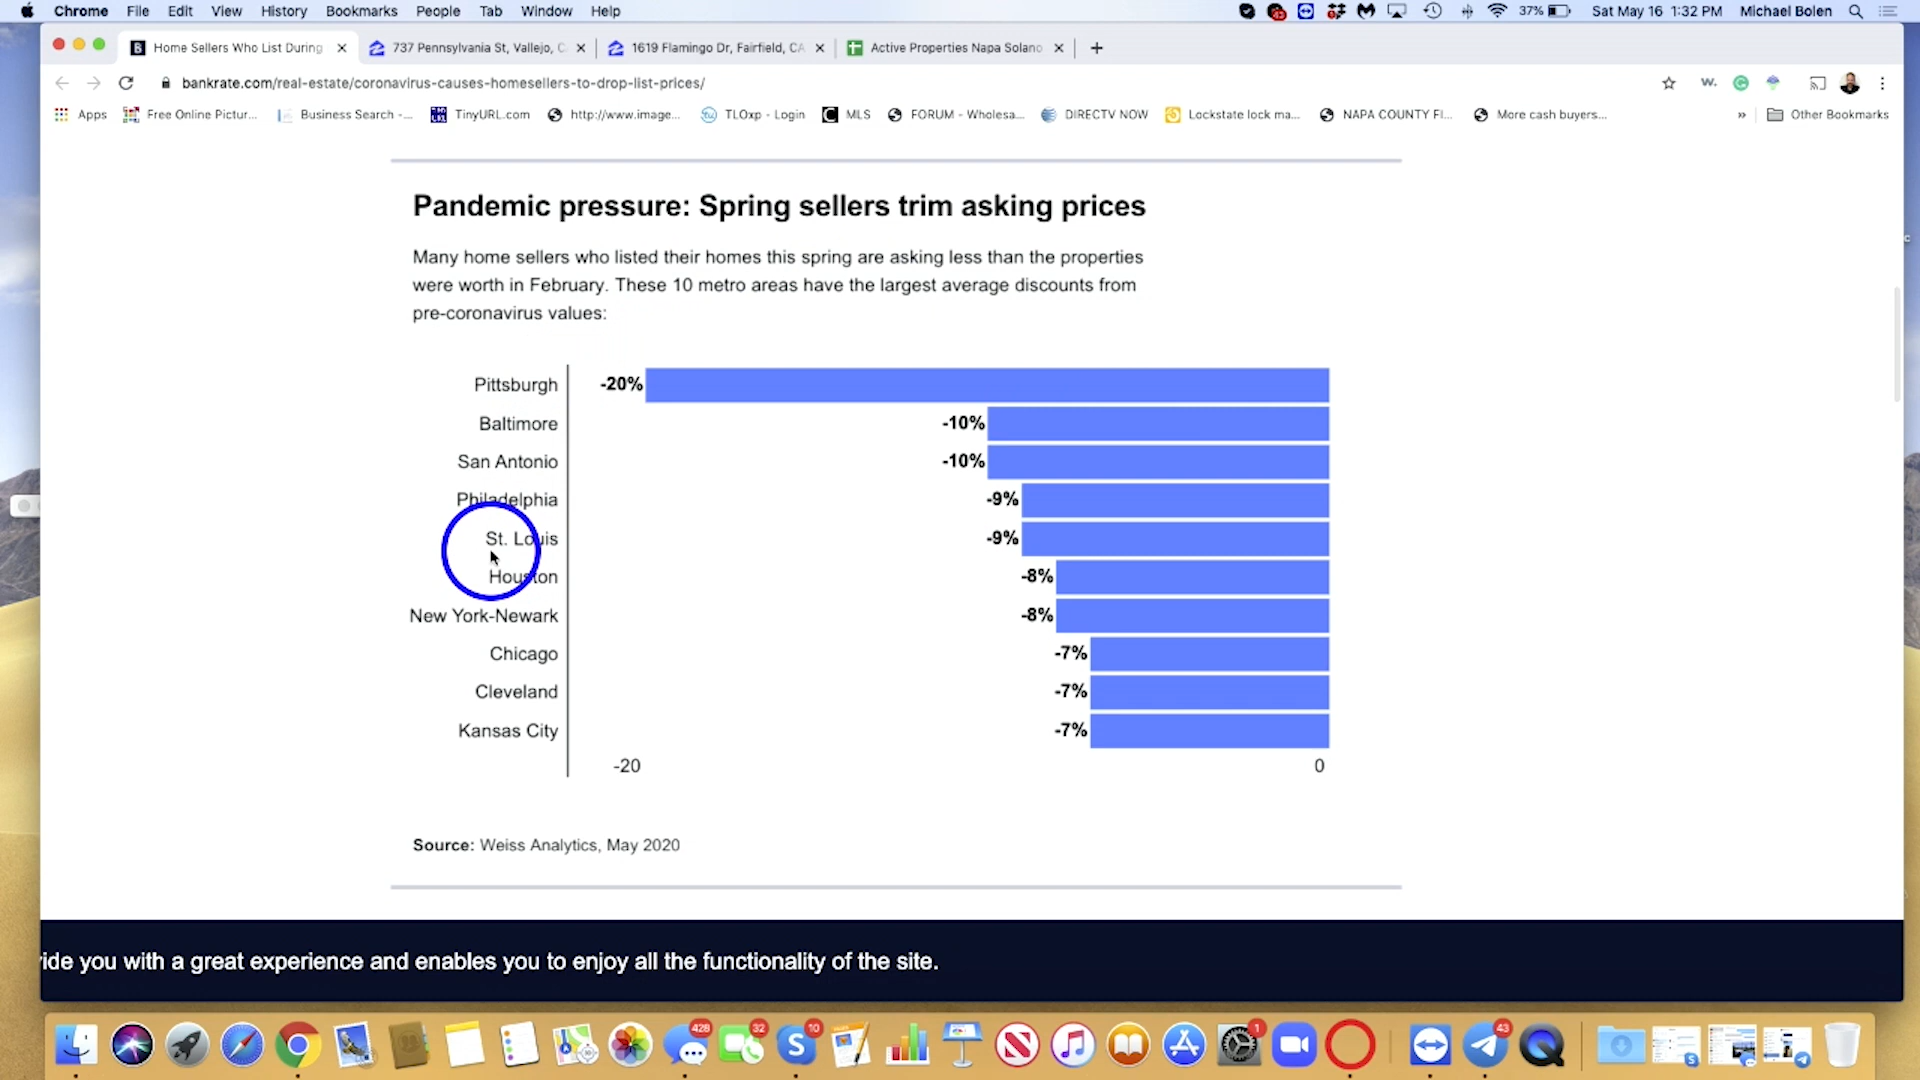 Chrome File Edit View History Bookmarks People Tab Window Help 37% Sat May 16 1:32 PM Michael Bolen
Home Sellers Who List During 737 Pennsylvania St, Vallejo, C 1619 Flamingo Dr, Fairfield, CA Active Properties Napa Solano
bankrate.com/real-estate/coronavirus-causes-homesellers-to-drop-list-prices/
Apps Free Online Pictur... Business Search -... TinyURL.com http://www.image... TLOxp - Login MLS FORUM - Wholesa... DIRECTV NOW Lockstate lock ma... NAPA COUNTY FI... More cash buyers... » Other Bookmarks
Pandemic pressure: Spring sellers trim asking prices
Many home sellers who listed their homes this spring are asking less than the properties
were worth in February. These 10 metro areas have the largest average discounts from
pre-coronavirus values:
Pittsburgh -20%
Baltimore -10%
San Antonio -10%
Philadelphia -9%
St. Louis -9%
Houston -8%
New York-Newark -8%
Chicago -7%
Cleveland -7%
Kansas City -7%
-20 0
Source: Weiss Analytics, May 2020
ide you with a great experience and enables you to enjoy all the functionality of the site.
428 32 10 1 43